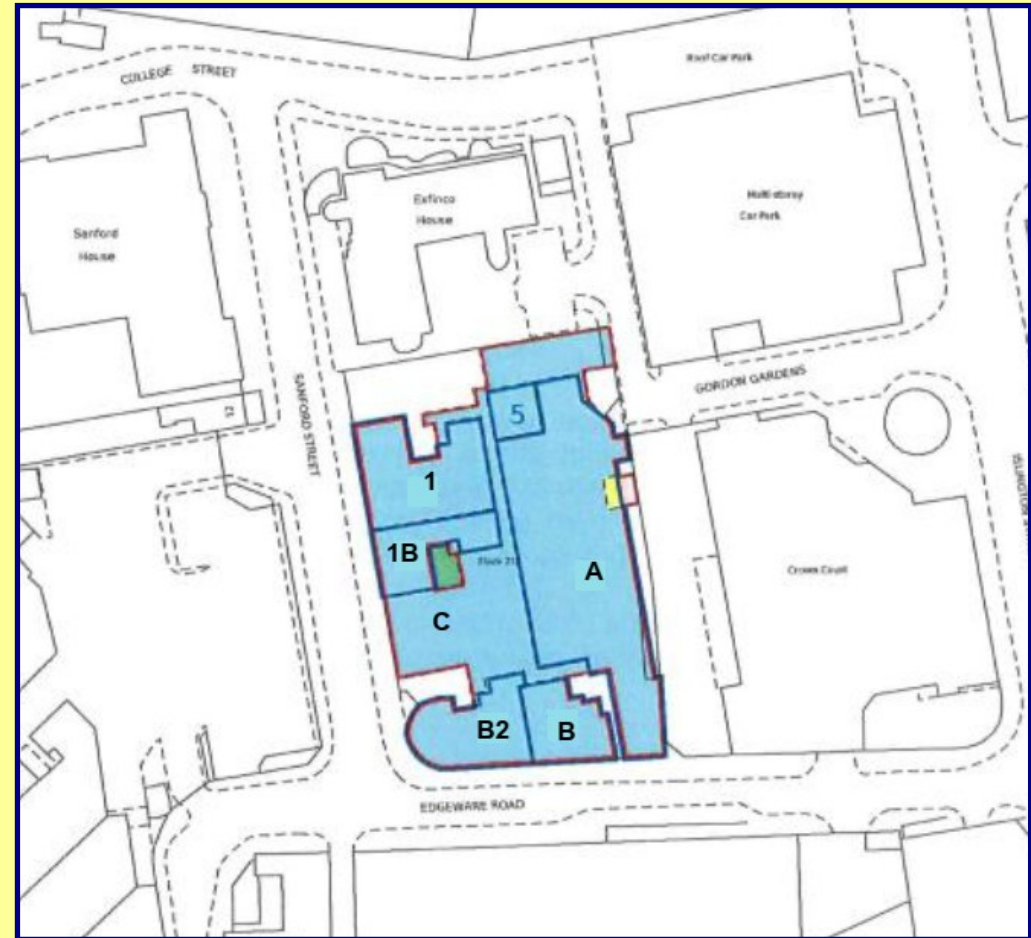 COLLEGE STREET
Roof Car Park
Exfinco
House
Multistorey
Car Park
Sanford
House
GORDON GARDENS
SANFORD STREET
12
5
1
1B
A
C
Crown Court
B2
B
EDGEWARE ROAD